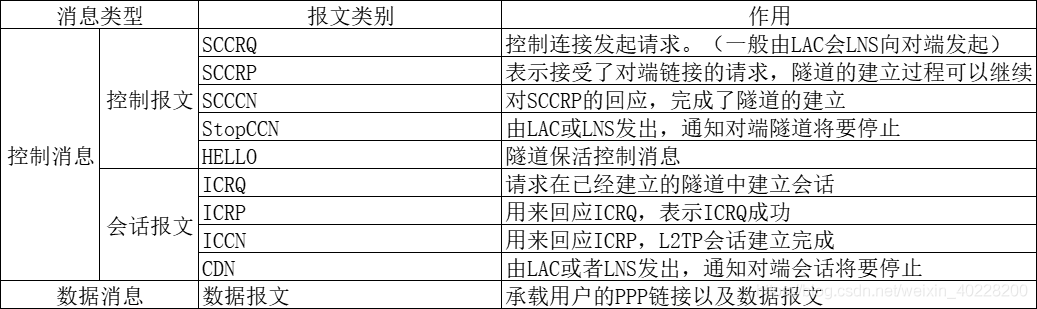 消息类型 报文类别 作用
SCCRQ 控制连接发起请求。（一般由LAC会LNS向对端发起）
SCCRP 表示接受了对端链接的请求，隧道的建立过程可以继续
控制报文 SCCCN 对SCCRP的回应，完成了隧道的建立
StopCCN 由LAC或LNS发出，通知对端隧道将要停止
控制消息 HELLO 隧道保活控制消息
ICRQ 请求在已经建立的隧道中建立会话
会话报文 ICRP 用来回应ICRQ，表示ICRQ成功
ICCN 用来回应ICRP，L2TP会话建立完成
CDN 由LAC或者LNS发出，通知对端会话将要停止
数据消息 数据报文 承载用户的PPP链接以及数据报文
csdn.net/weixin_40228200